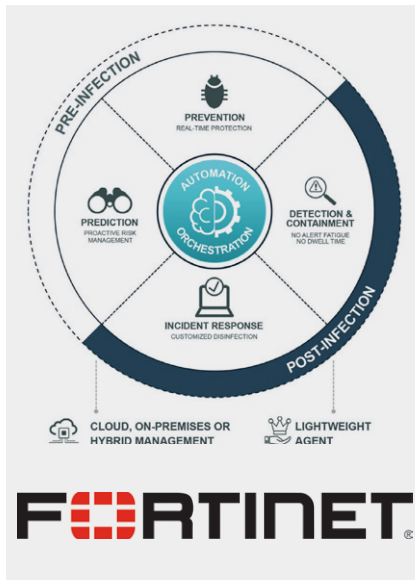 PRE-INFECTION
PREVENTION
REAL-TIME PROTECTION
AUTOMATION
ORCHESTRATION
PREDICTION
PROACTIVE RISK
MANAGEMENT
DETECTION &
CONTAINMENT
NO ALERT FATIGUE
NO DWELL TIME
INCIDENT RESPONSE
CUSTOMIZED DISINFECTION
POST-INFECTION
CLOUD, ON-PREMISES OR
HYBRID MANAGEMENT
LIGHTWEIGHT
AGENT
FORTINET®